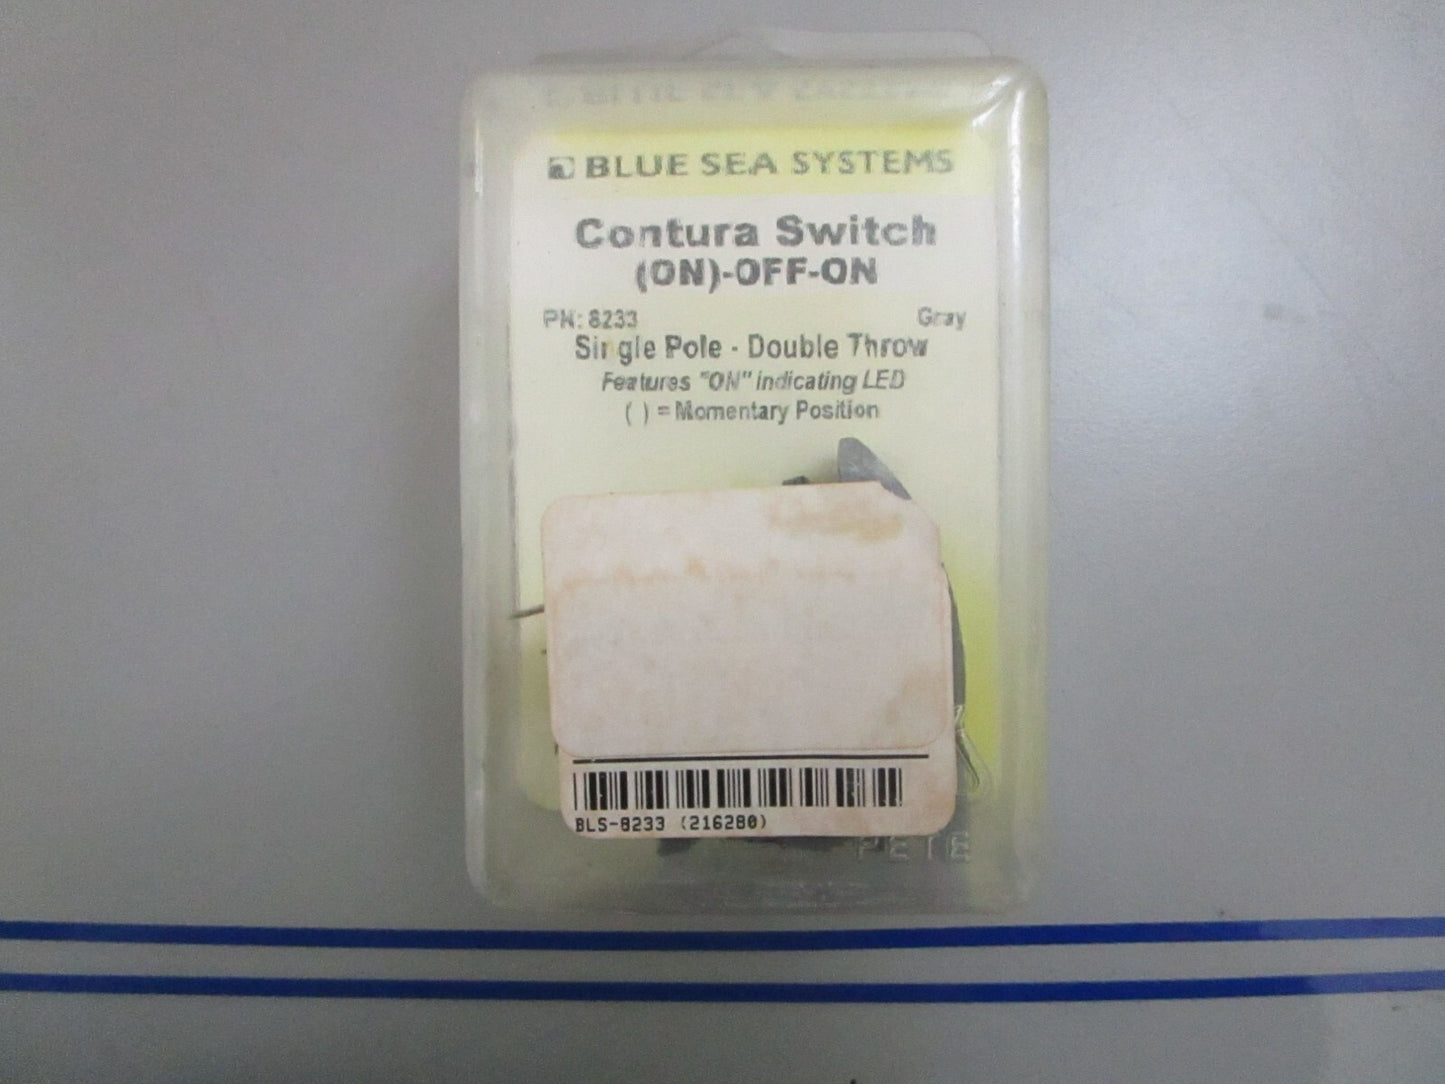 BLUE SEA SYSTEMS
Contura Switch
(ON)-OFF-ON
PN: 8233 Gray
Single Pole - Double Throw
Features "ON" indicating LED
( ) = Momentary Position
BLS-8233 (216280)
PETE